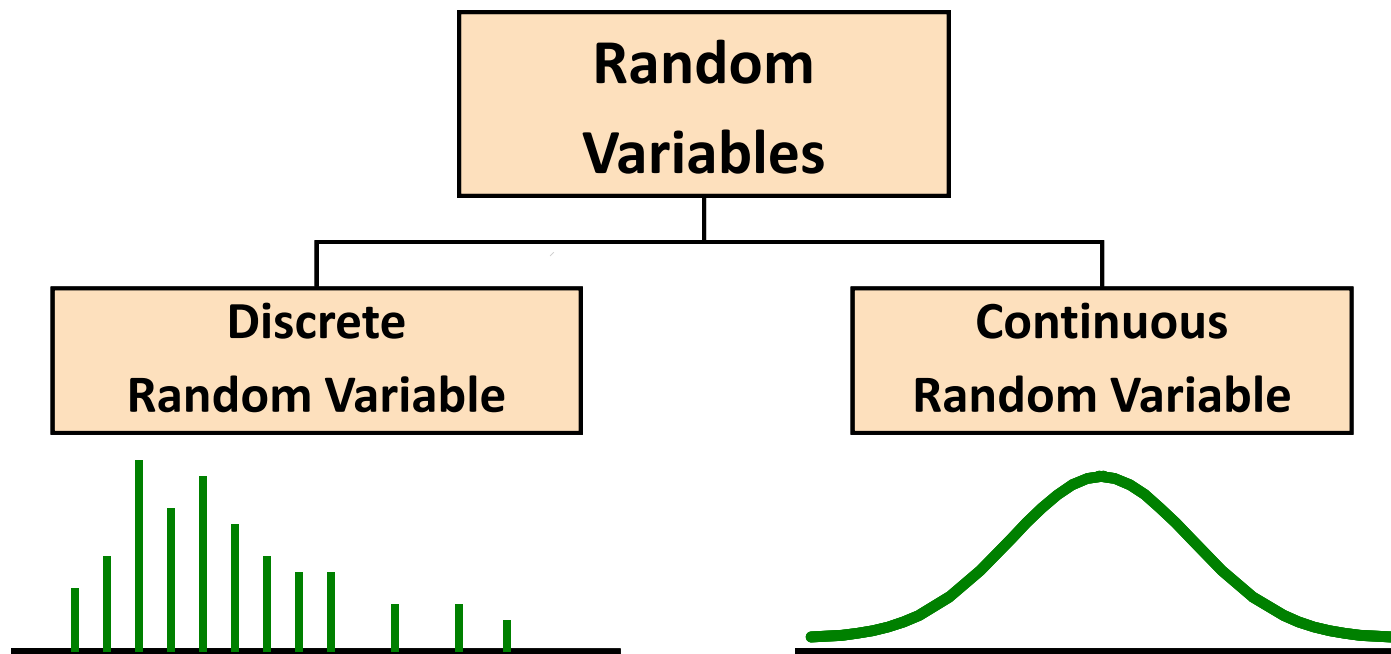 Random
Variables
Discrete
Random Variable
Continuous
Random Variable